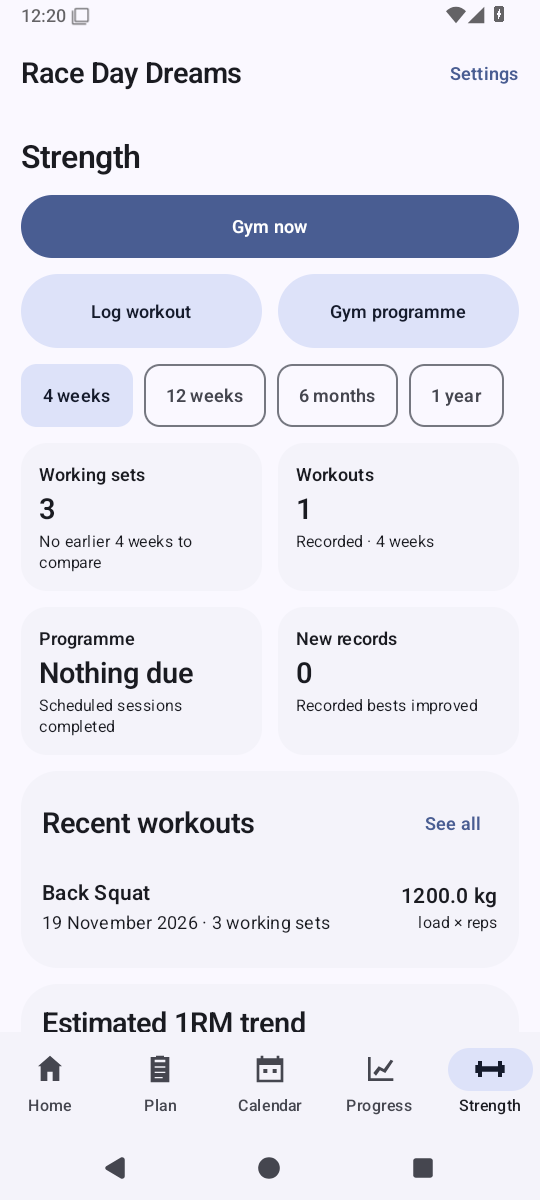 12:20
Race Day Dreams
Settings
Strength
Gym now
Log workout
Gym programme
4 weeks
12 weeks
6 months
1 year
Working sets
3
No earlier 4 weeks to
compare
Workouts
1
Recorded · 4 weeks
Programme
Nothing due
Scheduled sessions
completed
New records
0
Recorded bests improved
Recent workouts
See all
Back Squat
1200.0 kg
19 November 2026 · 3 working sets
load × reps
Estimated 1RM trend
Home
Plan
Calendar
Progress
Strength